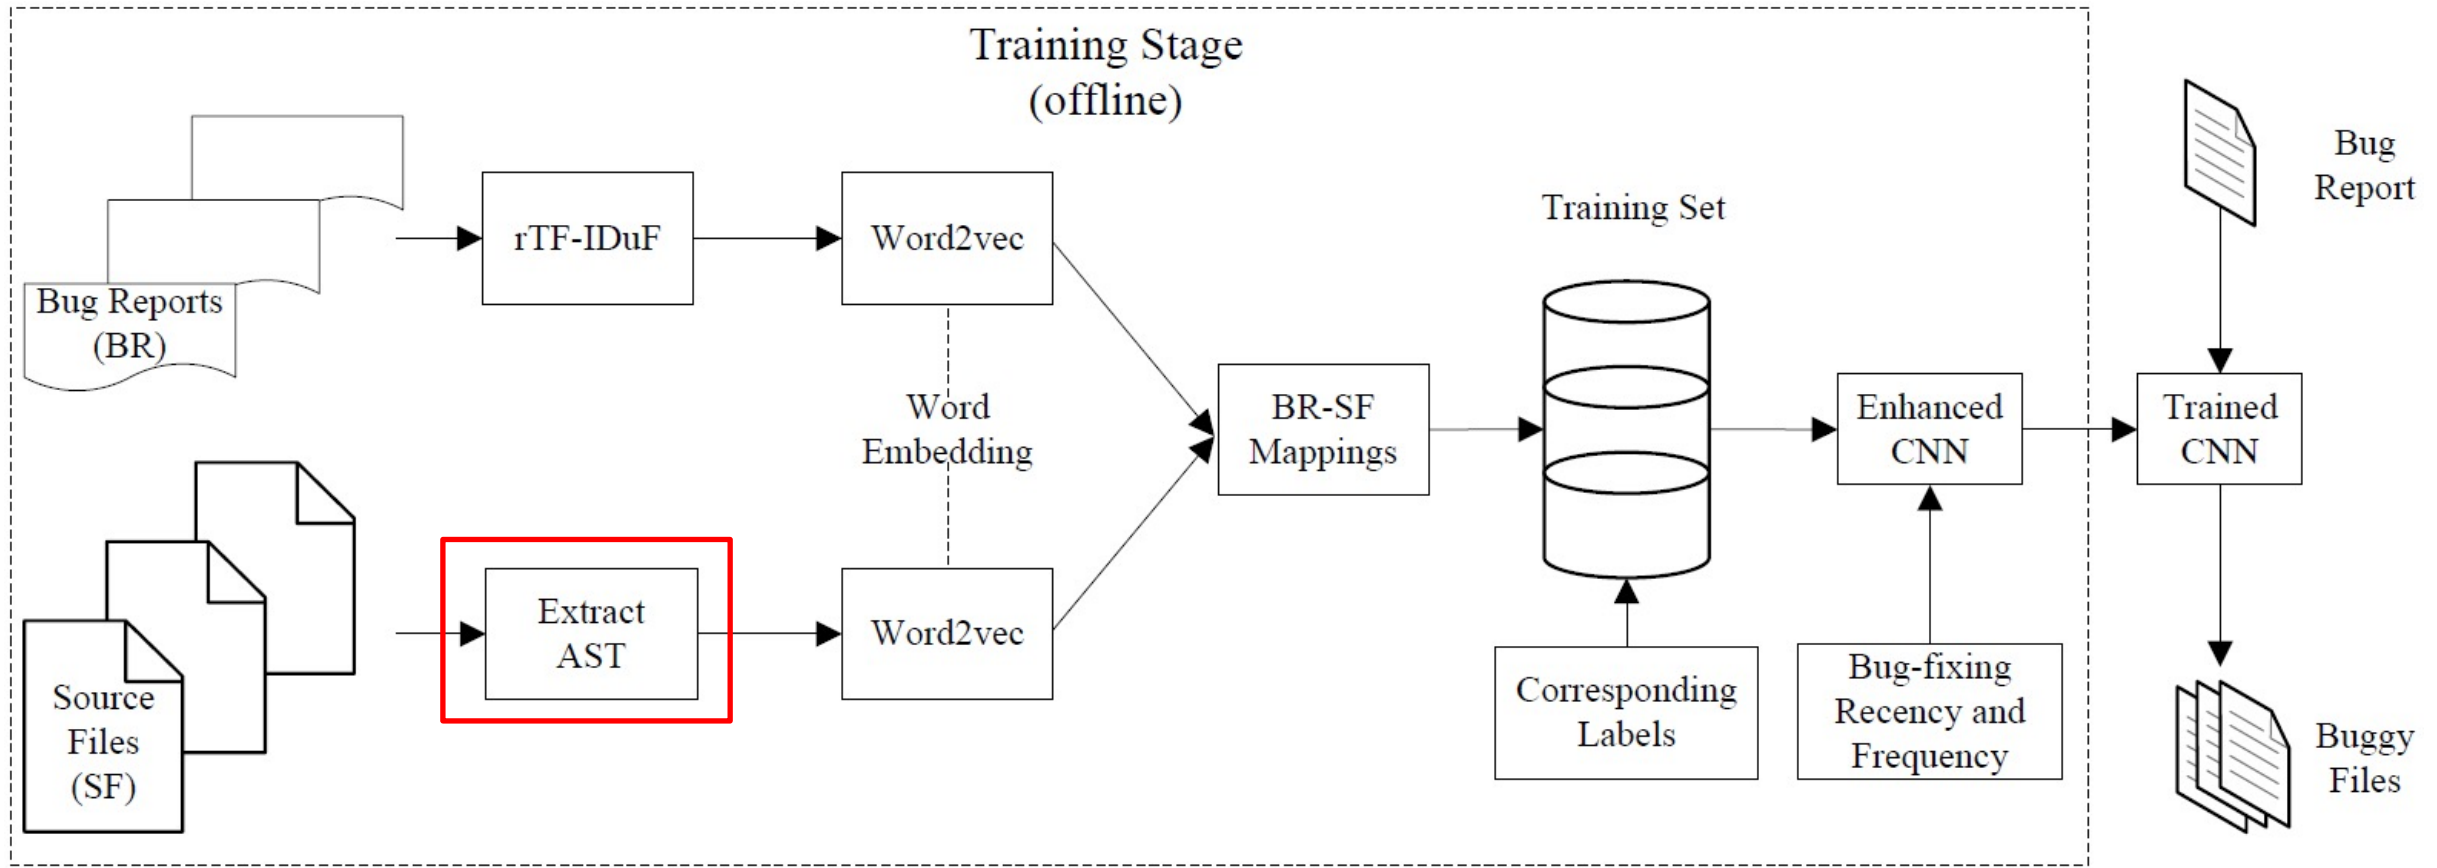 Training Stage
(offline)
Bug Reports
(BR)
rTF-IDuF
Word2vec
Word
Embedding
Source
Files
(SF)
Extract
AST
Word2vec
BR-SF
Mappings
Training Set
Corresponding
Labels
Enhanced
CNN
Bug-fixing
Recency and
Frequency
Bug
Report
Trained
CNN
Buggy
Files